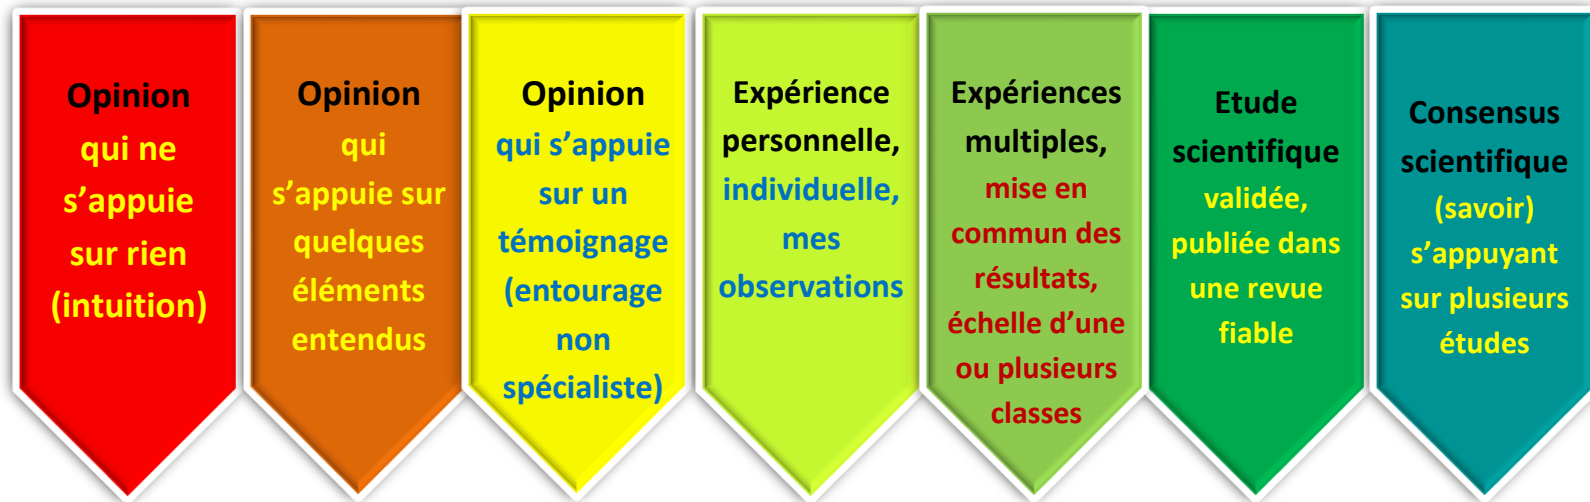 Opinion
qui ne
s’appuie
sur rien
(intuition)
Opinion
qui
s’appuie sur
quelques
éléments
entendus
Opinion
qui s’appuie
sur un
témoignage
(entourage
non
spécialiste)
Expérience
personnelle,
individuelle,
mes
observations
Expériences
multiples,
mise en
commun des
résultats,
échelle d’une
ou plusieurs
classes
Etude
scientifique
validée,
publiée dans
une revue
fiable
Consensus
scientifique
(savoir)
s’appuyant
sur plusieurs
études